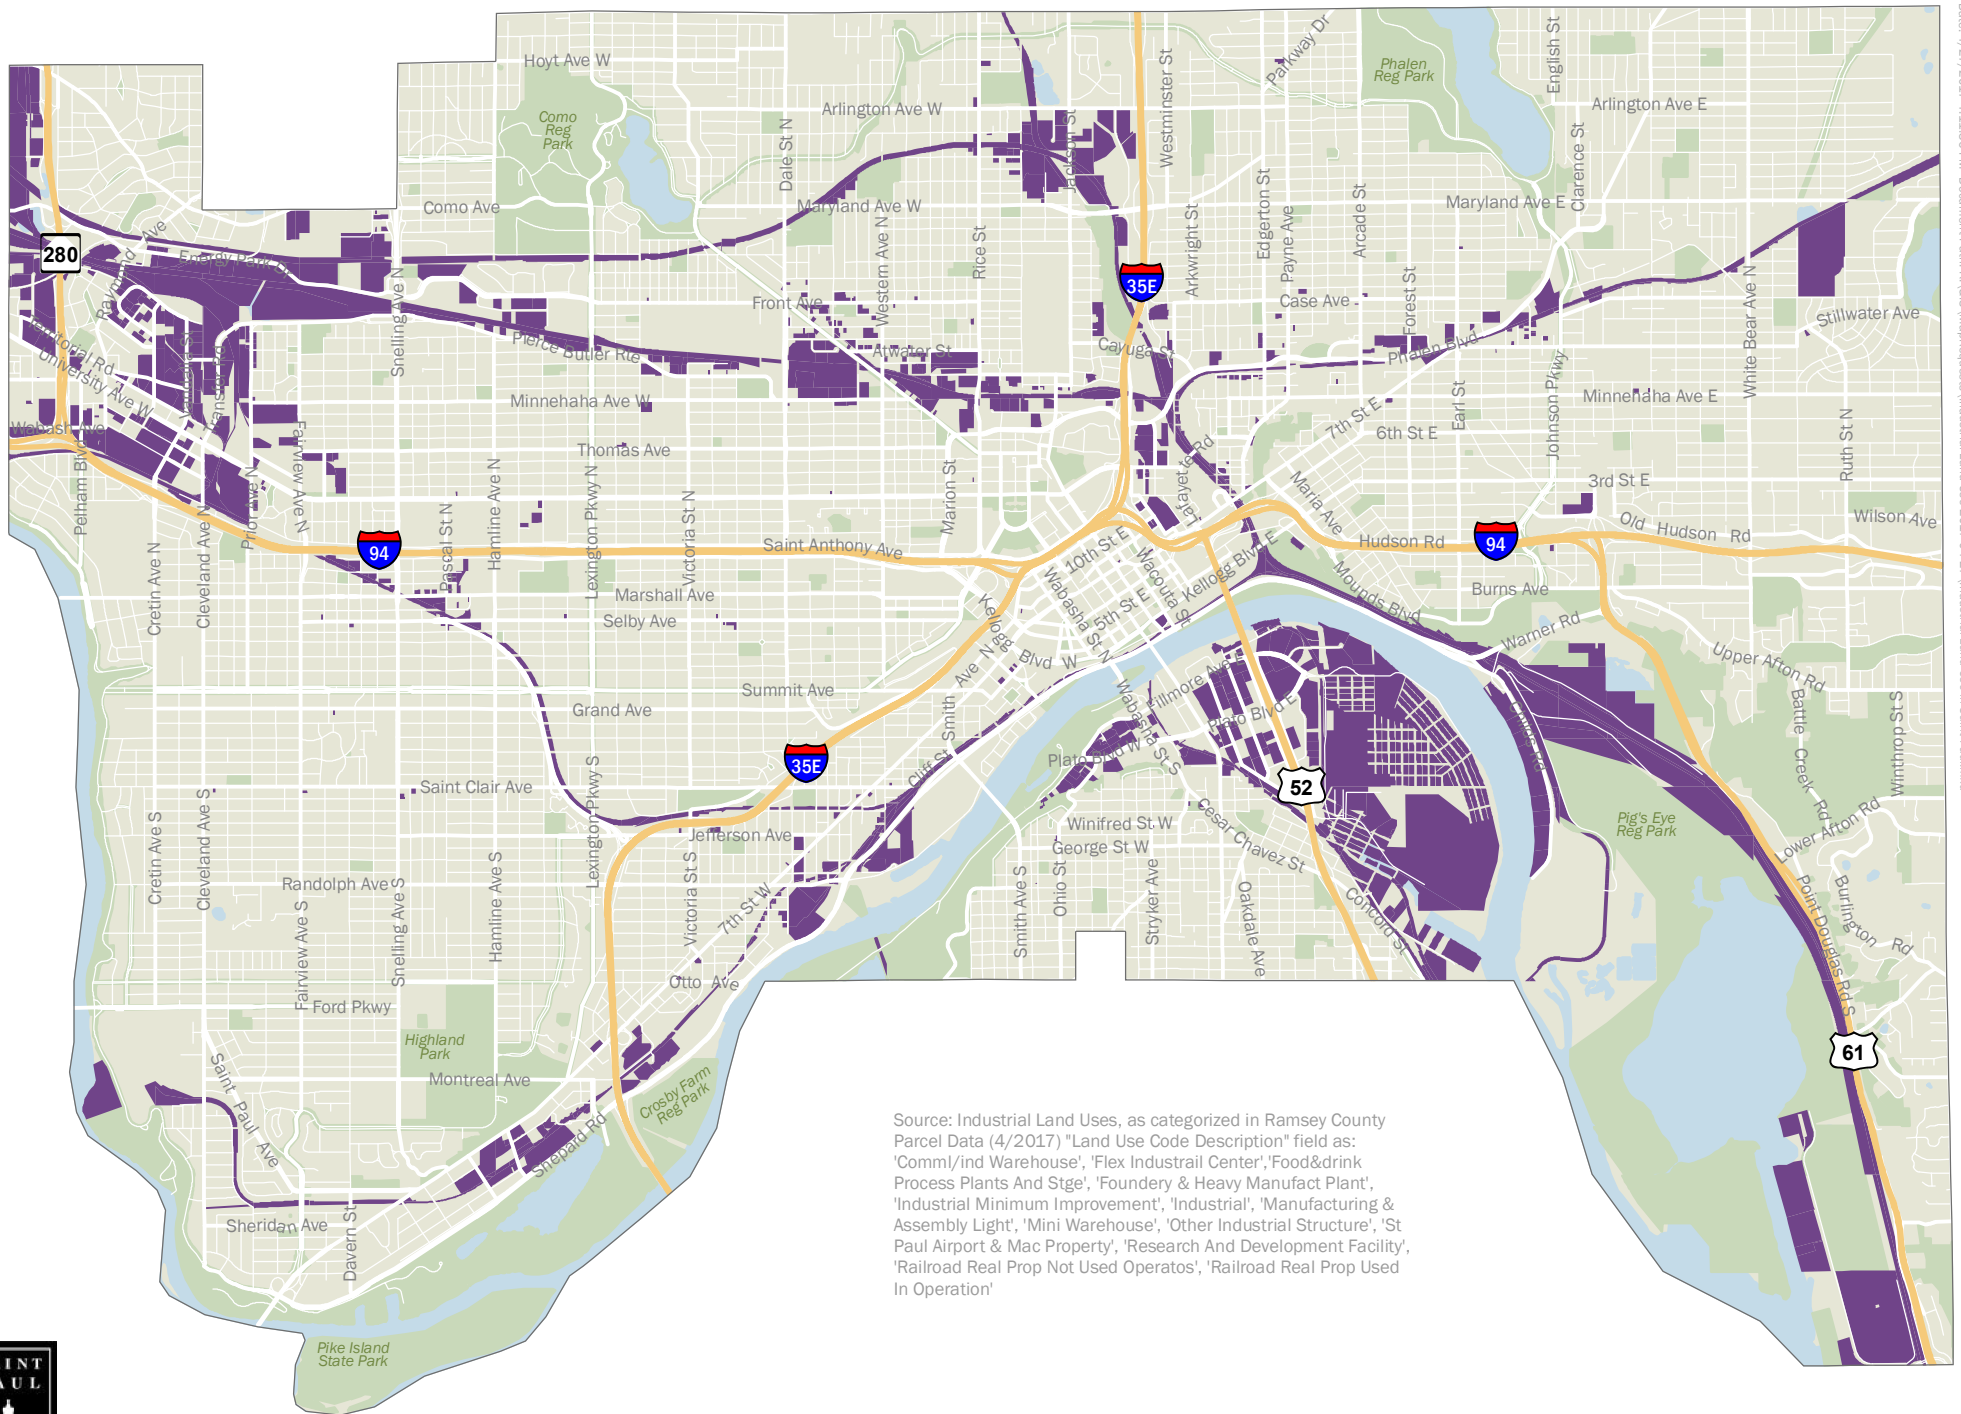 Hoyt Ave W
Parkway Dr
English St
Westminster St
Phalen
Reg Park
Como
Reg
Park
Arlington Ave W
Arlington Ave E
Dale St N
Jackson St
Clarence St
Como Ave
Maryland Ave W
Maryland Ave E
Edgerton St
Payne Ave
Arcade St
Arkwright St
Rice St
Western Ave N
280
Raymond Ave
Energy Park Dr
35E
Front Ave
Case Ave
Forest St
White Bear Ave N
Stillwater Ave
Snelling Ave N
Territorial Rd
University Ave W
Vandalia St
Transfer Rd
Pierce Butler Rte
Atwater St
Cayuga St
Phalen Blvd
Johnson Pkwy
Earl St
Minnehaha Ave W
Minnehaha Ave E
Wabash Ave
7th St E
6th St E
Ruth St N
Thomas Ave
Lafayette Rd
Pelham Blvd
Fairview Ave N
Prior Ave N
Hamline Ave N
Lexington Pkwy N
Victoria St N
Marion St
Maria Ave
3rd St E
Old Hudson Rd
Wilson Ave
Cretin Ave N
Cleveland Ave N
Pascal St N
94
Saint Anthony Ave
10th St E
Wacouta St
Kellogg Blvd E
Hudson Rd
94
Marshall Ave
Selby Ave
Wabasha St N
5th St E
Mounds Blvd
Burns Ave
Kellogg Blvd W
Warner Rd
Upper Afton Rd
Summit Ave
Grand Ave
Smith Ave N
Fillmore Ave E
Wabasha St S
Plato Blvd E
Plato Blvd W
Childs Rd
Battle Creek Rd
Winthrop St S
35E
Cliff St
52
Saint Clair Ave
Lexington Pkwy S
Cretin Ave S
Cleveland Ave S
Jefferson Ave
Winifred St W
George St W
Cesar Chavez St
Pig's Eye
Reg Park
Lower Afton Rd
Randolph Ave
Fairview Ave S
Snelling Ave S
Hamline Ave S
Victoria St S
7th St W
Smith Ave S
Ohio St
Stryker Ave
Oakdale Ave
Concord St
Point Douglas Rd S
Burlington Rd
Otto Ave
Ford Pkwy
Highland
Park
Montreal Ave
Saint Paul Ave
Crosby Farm
Reg Park
Shepard Rd
61
Sheridan Ave
Davern St
Pike Island
State Park
Source: Industrial Land Uses, as categorized in Ramsey County
Parcel Data (4/2017) "Land Use Code Description" field as:
'Comml/ind Warehouse', 'Flex Industrail Center','Food&drink
Process Plants And Stge', 'Foundery & Heavy Manufact Plant',
'Industrial Minimum Improvement', 'Industrial', 'Manufacturing &
Assembly Light', 'Mini Warehouse', 'Other Industrial Structure', 'St
Paul Airport & Mac Property', 'Research And Development Facility',
'Railroad Real Prop Not Used Operatos', 'Railroad Real Prop Used
In Operation'
INT
AUL